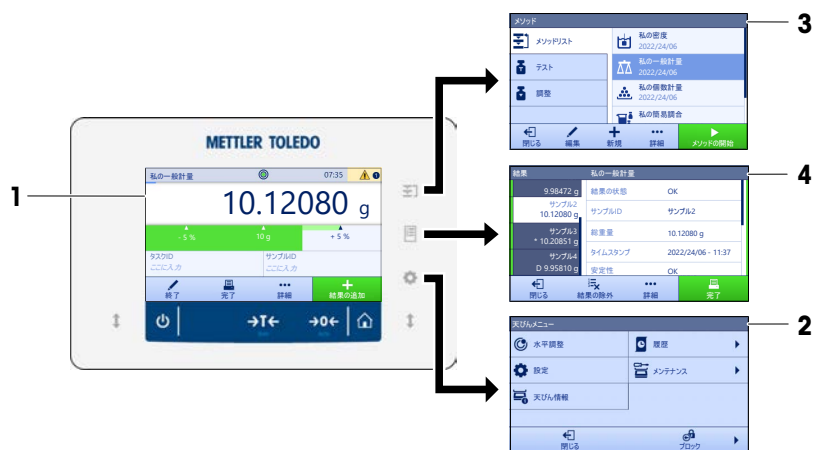 METTLER TOLEDO
1
私の一般計量
07:35
10.12080 g
- 5 %
10 g
+ 5 %
タスクID
ここに入力
サンプルID
ここに入力
終了
完了
詳細
結果の追加
→T←
→0←
3
メソッド
メソッドリスト
テスト
調整
私の密度
2022/24/06
私の一般計量
2022/24/06
私の個数計量
2022/24/06
私の簡易調合
閉じる
編集
新規
詳細
メソッドの開始
4
結果
私の一般計量
9.98472 g
サンプル2
10.12080 g
サンプル3
* 10.20851 g
サンプル4
D 9.95810 g
結果の状態 OK
サンプルID サンプル2
総重量 10.12080 g
タイムスタンプ 2022/24/06 - 11:37
安定性 OK
閉じる
結果の除外
詳細
完了
2
天びんメニュー
水平調整
設定
天びん情報
履歴
メンテナンス
閉じる
ブロック